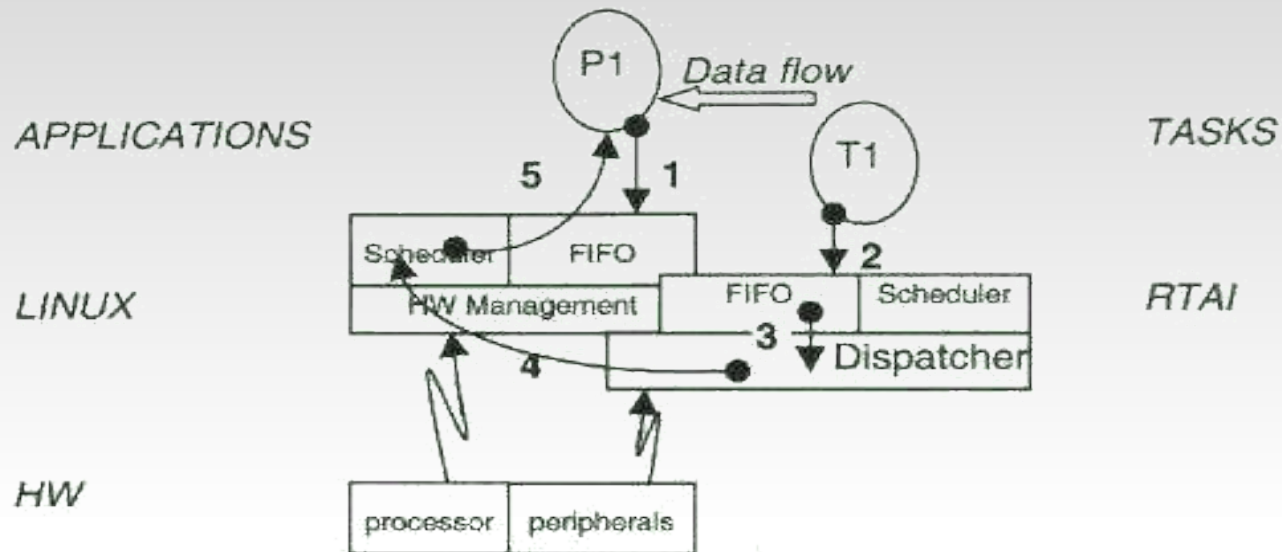 P1
Data flow
APPLICATIONS
TASKS
T1
5
1
Scheduler
FIFO
2
LINUX
HW Management
FIFO
Scheduler
RTAI
3
Dispatcher
4
HW
processor
peripherals